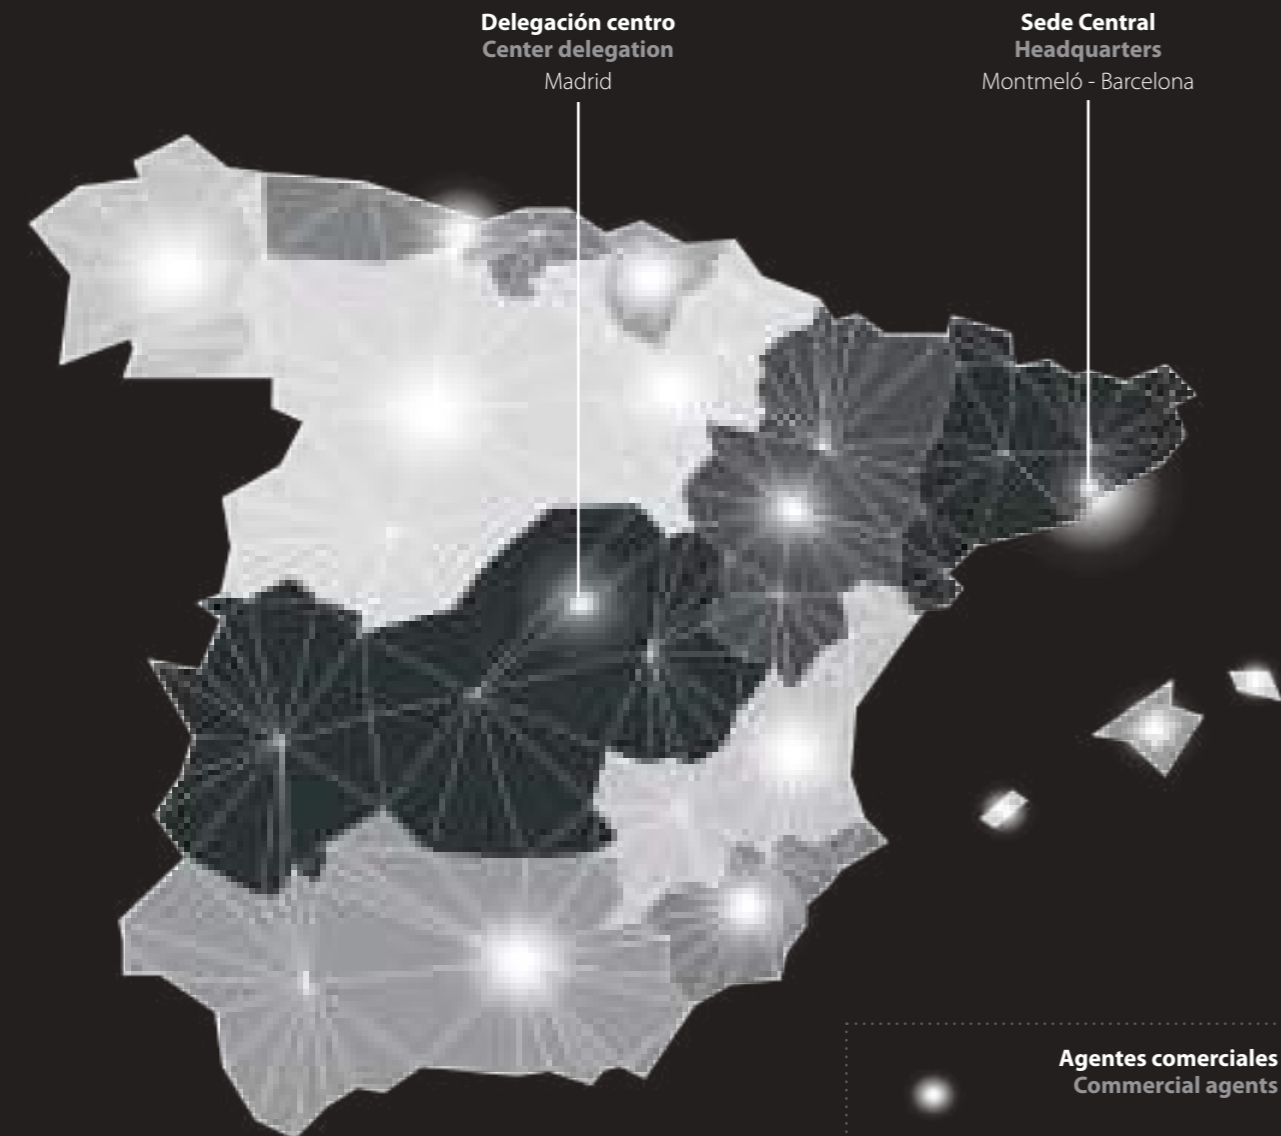 Delegación centro
Center delegation
Madrid
Sede Central
Headquarters
Montmeló - Barcelona
Agentes comerciales
Commercial agents